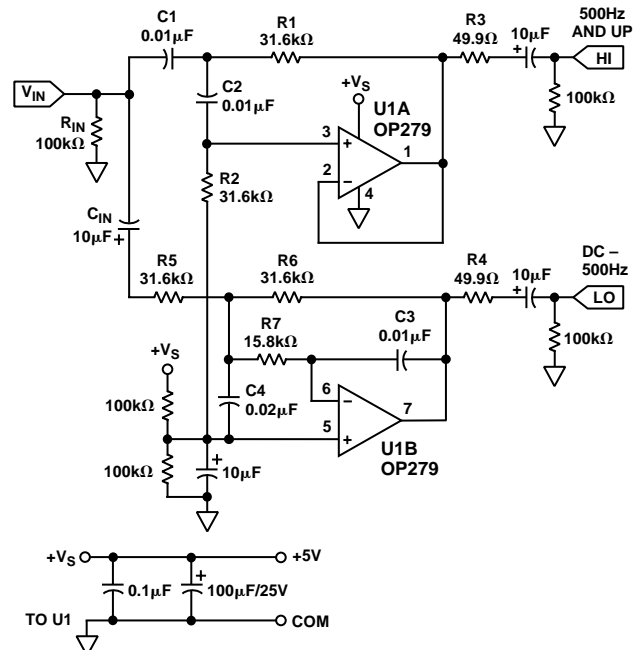 C1
0.01µF
R1
31.6kΩ
R3
49.9Ω
10µF
+
500Hz
AND UP
HI
VIN
RIN
100kΩ
C2
0.01µF
+VS
U1A
OP279
3
+
2
−
1
4
100kΩ
R2
31.6kΩ
CIN
10µF
+
R5
31.6kΩ
R6
31.6kΩ
R4
49.9Ω
10µF
+
DC –
500Hz
LO
R7
15.8kΩ
C3
0.01µF
100kΩ
+VS
100kΩ
C4
0.02µF
6
−
5
+
7
U1B
OP279
100kΩ
+
10µF
+VS
+5V
0.1µF
+
100µF/25V
TO U1
COM